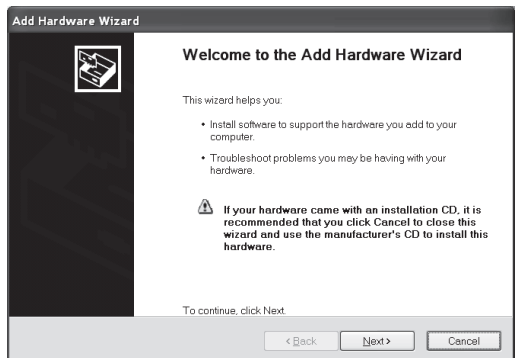 Add Hardware Wizard
Welcome to the Add Hardware Wizard
This wizard helps you:
• Install software to support the hardware you add to your
computer.
• Troubleshoot problems you may be having with your
hardware.
If your hardware came with an installation CD, it is
recommended that you click Cancel to close this
wizard and use the manufacturer's CD to install this
hardware.
To continue, click Next.
< Back Next > Cancel